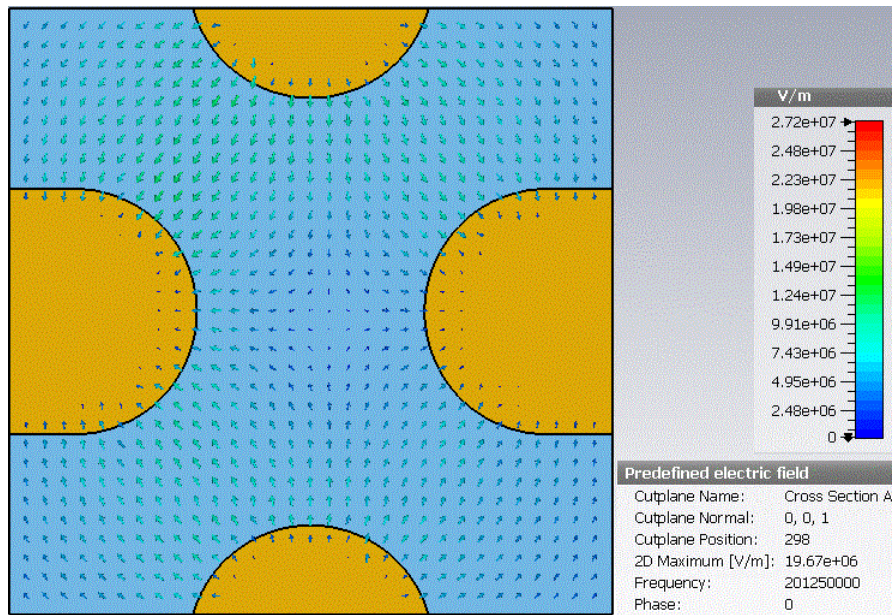 V/m
2.72e+07
2.48e+07
2.23e+07
1.98e+07
1.73e+07
1.49e+07
1.24e+07
9.91e+06
7.43e+06
4.95e+06
2.48e+06
0
Predefined electric field
Cutplane Name: Cross Section A
Cutplane Normal: 0, 0, 1
Cutplane Position: 298
2D Maximum [V/m]: 19.67e+06
Frequency: 201250000
Phase: 0